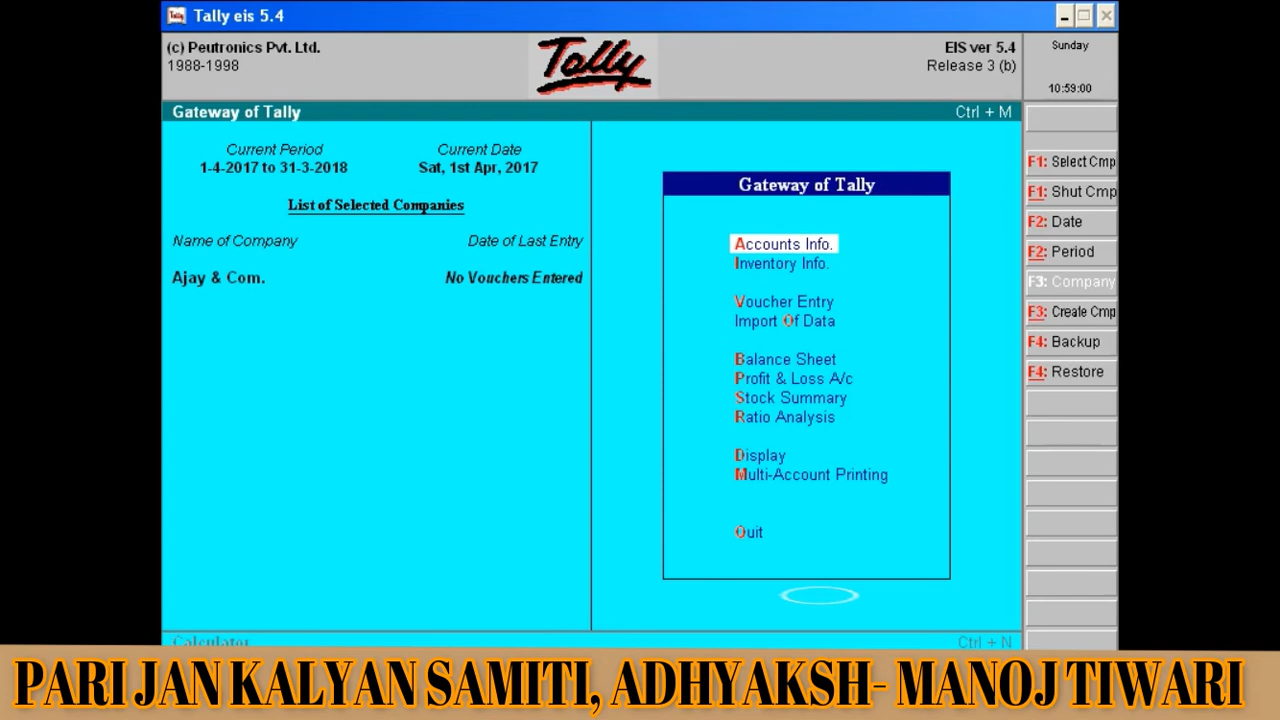 Tally eis 5.4
(c) Peutronics Pvt. Ltd.
1988-1998
Tally
EIS ver 5.4
Release 3 (b)
Sunday
10:59:00
Gateway of Tally
Ctrl + M
Current Period
Current Date
1-4-2017 to 31-3-2018
Sat, 1st Apr, 2017
List of Selected Companies
Name of Company
Date of Last Entry
Ajay & Com.
No Vouchers Entered
Gateway of Tally
Accounts Info.
Inventory Info.
Voucher Entry
Import Of Data
Balance Sheet
Profit & Loss A/c
Stock Summary
Ratio Analysis
Display
Multi-Account Printing
Quit
F1: Select Cmp
F1: Shut Cmp
F2: Date
F2: Period
F3: Company
F3: Create Cmp
F4: Backup
F4: Restore
Calculator
Ctrl + N
PARI JAN KALYAN SAMITI, ADHYAKSH- MANOJ TIWARI